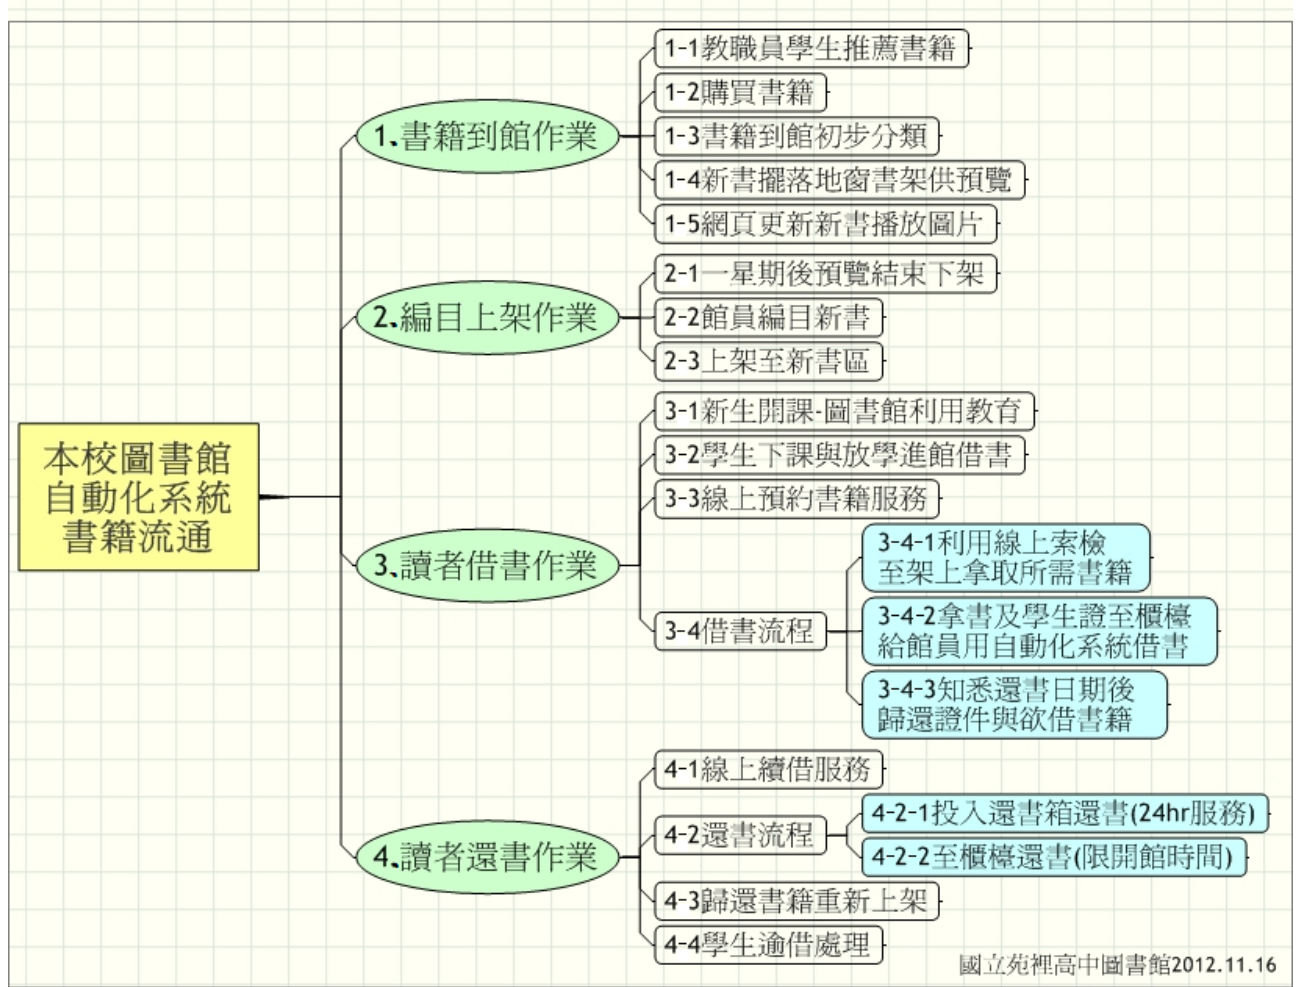 本校圖書館
自動化系統
書籍流通
1.書籍到館作業
1-1教職員學生推薦書籍
1-2購買書籍
1-3書籍到館初步分類
1-4新書擺落地窗書架供預覽
1-5網頁更新新書播放圖片
2.編目上架作業
2-1一星期後預覽結束下架
2-2館員編目新書
2-3上架至新書區
3.讀者借書作業
3-1新生開課-圖書館利用教育
3-2學生下課與放學進館借書
3-3線上預約書籍服務
3-4借書流程
3-4-1利用線上索檢
至架上拿取所需書籍
3-4-2拿書及學生證至櫃檯
給館員用自動化系統借書
3-4-3知悉還書日期後
歸還證件與欲借書籍
4.讀者還書作業
4-1線上續借服務
4-2還書流程
4-2-1投入還書箱還書(24hr服務)
4-2-2至櫃檯還書(限開館時間)
4-3歸還書籍重新上架
4-4學生逾借處理
國立苑裡高中圖書館2012.11.16